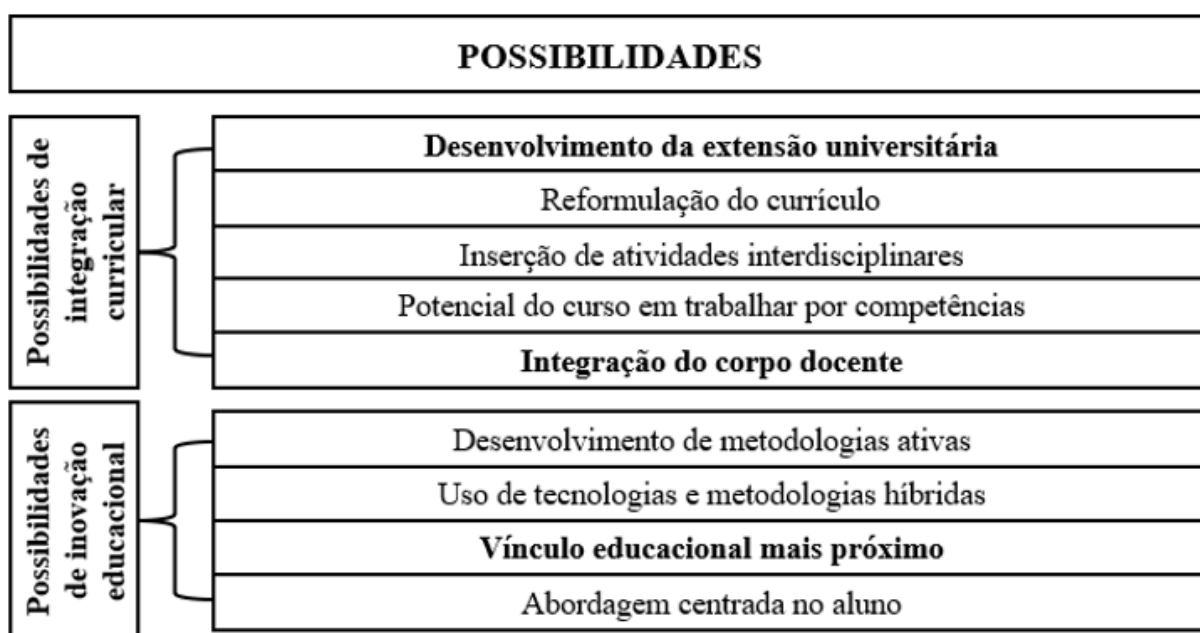 POSSIBILIDADES
Possibilidades de
integração
curricular
Desenvolvimento da extensão universitária
Reformulação do currículo
Inserção de atividades interdisciplinares
Potencial do curso em trabalhar por competências
Integração do corpo docente
Possibilidades
de inovação
educacional
Desenvolvimento de metodologias ativas
Uso de tecnologias e metodologias híbridas
Vínculo educacional mais próximo
Abordagem centrada no aluno